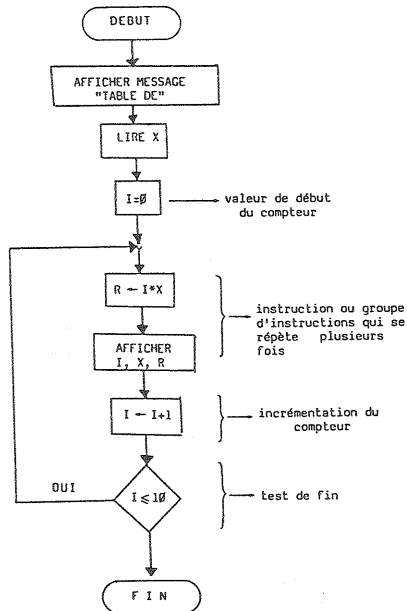 DEBUT
AFFICHER MESSAGE
"TABLE DE"
LIRE X
I=Ø
valeur de début
du compteur
R ← I*X
instruction ou groupe
d'instructions qui se
répète plusieurs
fois
AFFICHER
I, X, R
I ← I+1
incrémentation du
compteur
OUI
I ≤ 1Ø
test de fin
F I N